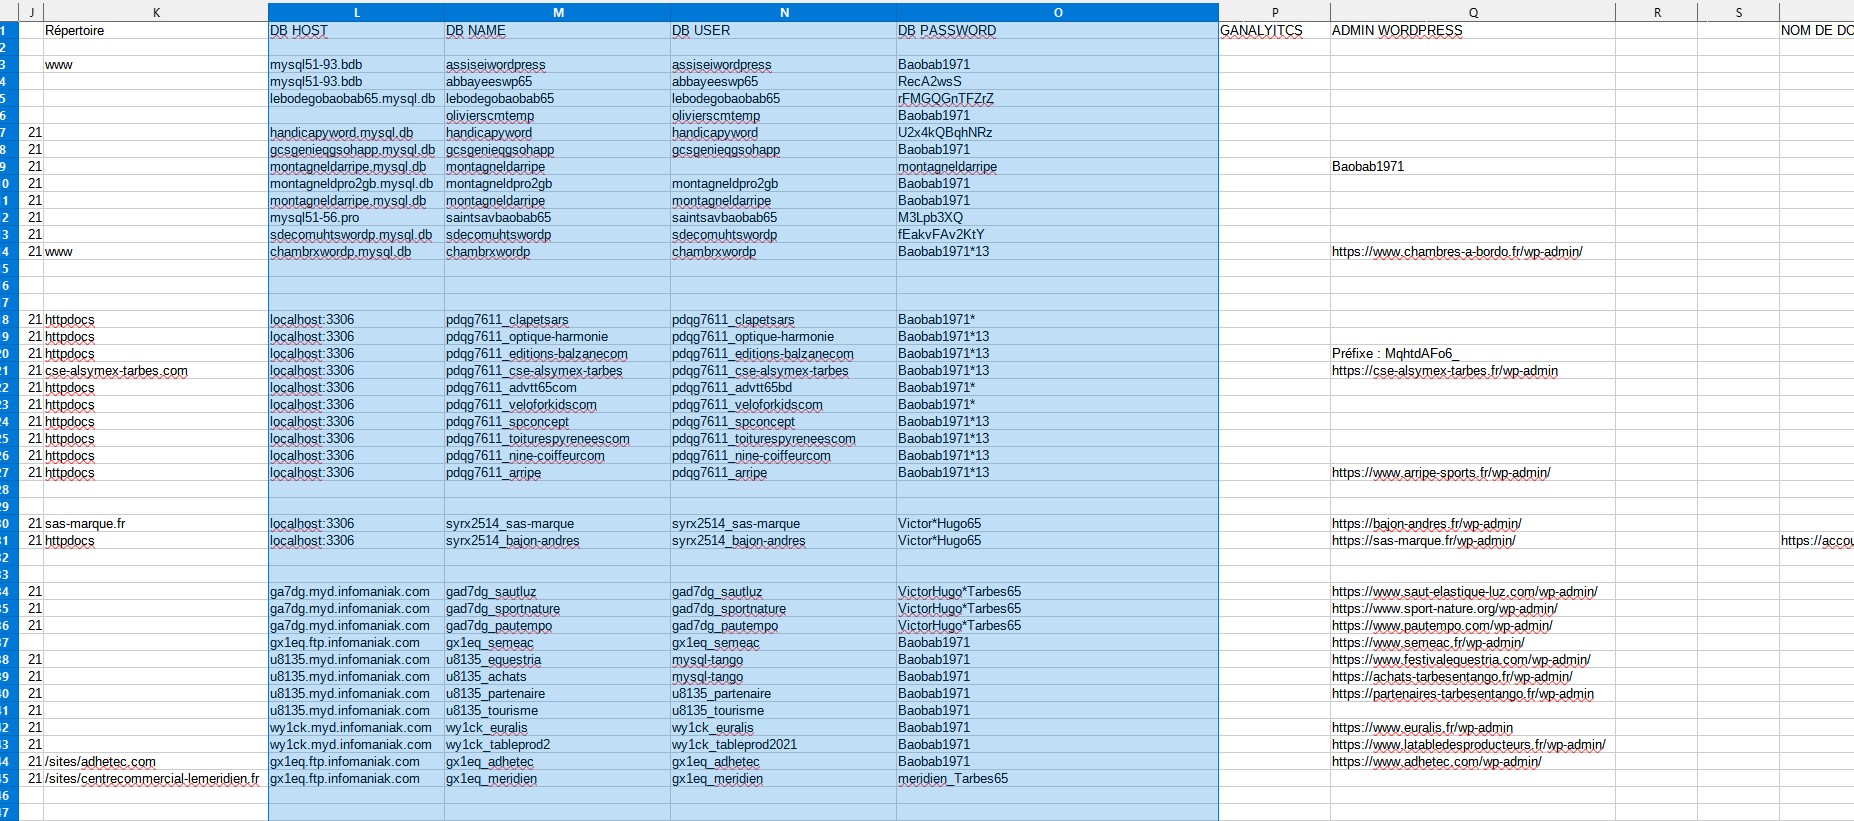 J K L M N O P Q R S
1 Répertoire DB HOST DB NAME DB USER DB PASSWORD GANALYITCS ADMIN WORDPRESS NOM DE DO
2
3 www mysql51-93.bdb assiseiwordpress assiseiwordpress Baobab1971
4 mysql51-93.bdb abbayeeswp65 abbayeeswp65 RecA2wsS
5 lebodegobaobab65.mysql.db lebodegobaobab65 lebodegobaobab65 rFMGQGnTFZrZ
6 olivierscmtemp olivierscmtemp Baobab1971
7 21 handicapyword.mysql.db handicapyword handicapyword U2x4kQBqhNRz
8 21 gcsgenieqgsohapp.mysql.db gcsgenieqgsohapp gcsgenieqgsohapp Baobab1971
9 21 montagneldarripe.mysql.db montagneldarripe montagneldarripe Baobab1971
10 21 montagneldpro2gb.mysql.db montagneldpro2gb montagneldpro2gb Baobab1971
11 21 montagneldarripe.mysql.db montagneldarripe montagneldarripe Baobab1971
12 21 mysql51-56.pro saintsavbaobab65 saintsavbaobab65 M3Lpb3XQ
13 21 sdecomuhtswordp.mysql.db sdecomuhtswordp sdecomuhtswordp fEakvFAv2KtY
14 21 www chambrxwordp.mysql.db chambrxwordp chambrxwordp Baobab1971*13 https://www.chambres-a-bordo.fr/wp-admin/
15
16
17
18 21 httpdocs localhost:3306 pdqg7611_clapetsars pdqg7611_clapetsars Baobab1971*
19 21 httpdocs localhost:3306 pdqg7611_optique-harmonie pdqg7611_optique-harmonie Baobab1971*13
20 21 httpdocs localhost:3306 pdqg7611_editions-balzanecom pdqg7611_editions-balzanecom Baobab1971*13 Préfixe : MqhtdAFo6_
21 21 cse-alsymex-tarbes.com localhost:3306 pdqg7611_cse-alsymex-tarbes pdqg7611_cse-alsymex-tarbes Baobab1971*13 https://cse-alsymex-tarbes.fr/wp-admin
22 21 httpdocs localhost:3306 pdqg7611_advtt65com pdqg7611_advtt65bd Baobab1971*
23 21 httpdocs localhost:3306 pdqg7611_veloforkidscom pdqg7611_veloforkidscom Baobab1971*
24 21 httpdocs localhost:3306 pdqg7611_spconcept pdqg7611_spconcept Baobab1971*13
25 21 httpdocs localhost:3306 pdqg7611_toiturespyreneescom pdqg7611_toiturespyreneescom Baobab1971*13
26 21 httpdocs localhost:3306 pdqg7611_nine-coiffeurcom pdqg7611_nine-coiffeurcom Baobab1971*13
27 21 httpdocs localhost:3306 pdqg7611_arripe pdqg7611_arripe Baobab1971*13 https://www.arripe-sports.fr/wp-admin/
28
29
30 21 sas-marque.fr localhost:3306 syrx2514_sas-marque syrx2514_sas-marque Victor*Hugo65 https://bajon-andres.fr/wp-admin/
31 21 httpdocs localhost:3306 syrx2514_bajon-andres syrx2514_bajon-andres Victor*Hugo65 https://sas-marque.fr/wp-admin/ https://accou
32
33
34 21 ga7dg.myd.infomaniak.com gad7dg_sautluz gad7dg_sautluz VictorHugo*Tarbes65 https://www.saut-elastique-luz.com/wp-admin/
35 21 ga7dg.myd.infomaniak.com gad7dg_sportnature gad7dg_sportnature VictorHugo*Tarbes65 https://www.sport-nature.org/wp-admin/
36 21 ga7dg.myd.infomaniak.com gad7dg_pautempo gad7dg_pautempo VictorHugo*Tarbes65 https://www.pautempo.com/wp-admin/
37 gx1eq.ftp.infomaniak.com gx1eq_semeac gx1eq_semeac Baobab1971 https://www.semeac.fr/wp-admin/
38 21 u8135.myd.infomaniak.com u8135_equestria mysql-tango Baobab1971 https://www.festivalequestria.com/wp-admin/
39 21 u8135.myd.infomaniak.com u8135_achats mysql-tango Baobab1971 https://achats-tarbesentango.fr/wp-admin/
40 21 u8135.myd.infomaniak.com u8135_partenaire u8135_partenaire Baobab1971 https://partenaires-tarbesentango.fr/wp-admin
41 21 u8135.myd.infomaniak.com u8135_tourisme u8135_tourisme Baobab1971
42 21 wy1ck.myd.infomaniak.com wy1ck_euralis wy1ck_euralis Baobab1971 https://www.euralis.fr/wp-admin
43 21 wy1ck.myd.infomaniak.com wy1ck_tableprod2 wy1ck_tableprod2021 Baobab1971 https://www.latabledesproducteurs.fr/wp-admin/
44 21 /sites/adhetec.com gx1eq.ftp.infomaniak.com gx1eq_adhetec gx1eq_adhetec Baobab1971 https://www.adhetec.com/wp-admin/
45 21 /sites/centrecommercial-lemeridien.fr gx1eq.ftp.infomaniak.com gx1eq_meridien gx1eq_meridien meridien_Tarbes65
46
47